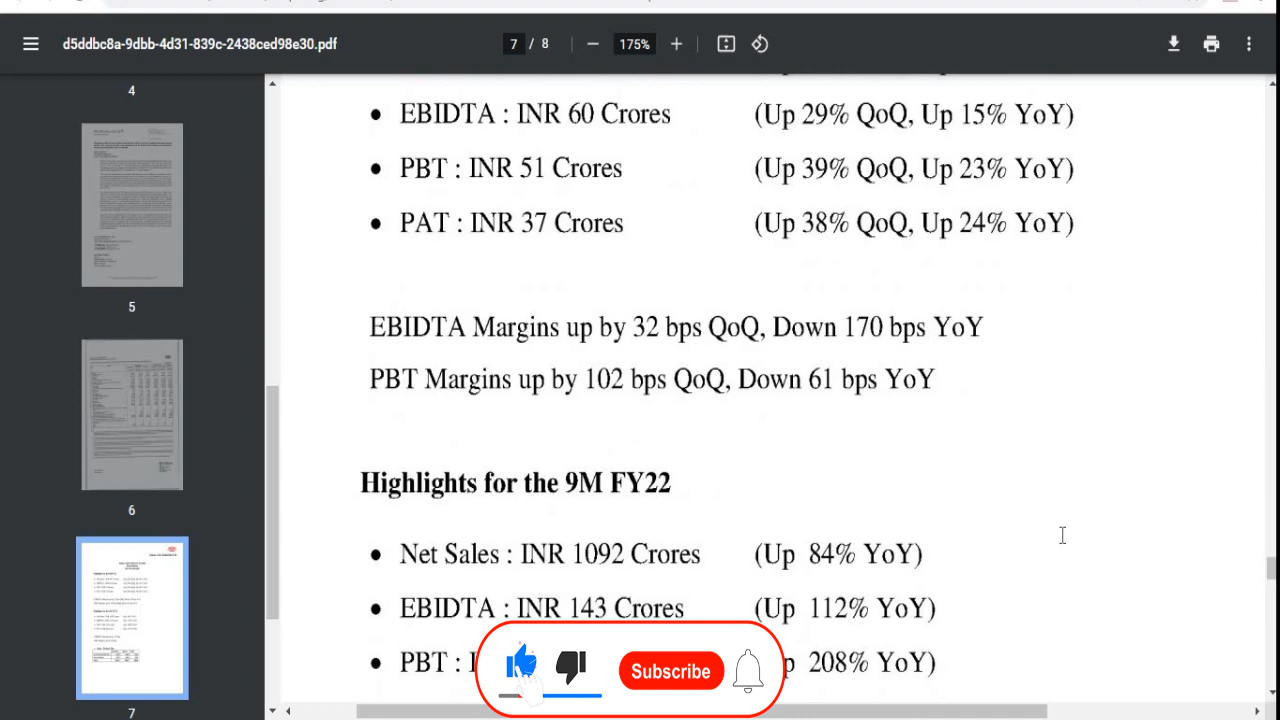 d5ddbc8a-9dbb-4d31-839c-2438ced98e30.pdf
7 / 8
175%
4
5
6
7
• EBIDTA : INR 60 Crores (Up 29% QoQ, Up 15% YoY)
• PBT : INR 51 Crores (Up 39% QoQ, Up 23% YoY)
• PAT : INR 37 Crores (Up 38% QoQ, Up 24% YoY)
EBIDTA Margins up by 32 bps QoQ, Down 170 bps YoY
PBT Margins up by 102 bps QoQ, Down 61 bps YoY
Highlights for the 9M FY22
• Net Sales : INR 1092 Crores (Up 84% YoY)
• EBIDTA : INR 143 Crores (Up 112% YoY)
• PBT : 208% YoY)
Subscribe